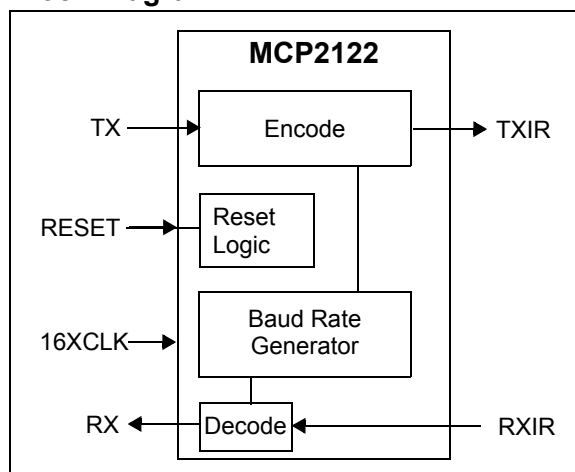 MCP2122
TX
Encode
TXIR
RESET
Reset
Logic
16XCLK
Baud Rate
Generator
RX
Decode
RXIR